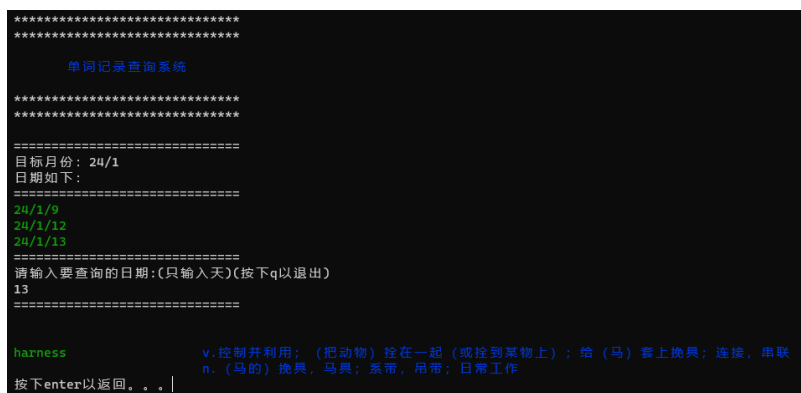 ******************************
******************************
单词记录查询系统
******************************
******************************
==============================
目标月份: 24/1
日期如下:
==============================
24/1/9
24/1/12
24/1/13
==============================
请输入要查询的日期:(只输入天)(按下q以退出)
13
==============================
harness v.控制并利用; (把动物) 拴在一起 (或拴到某物上) ; 给 (马) 套上挽具; 连接, 串联
n. (马的) 挽具, 马具; 系带, 吊带; 日常工作
按下enter以返回。。。